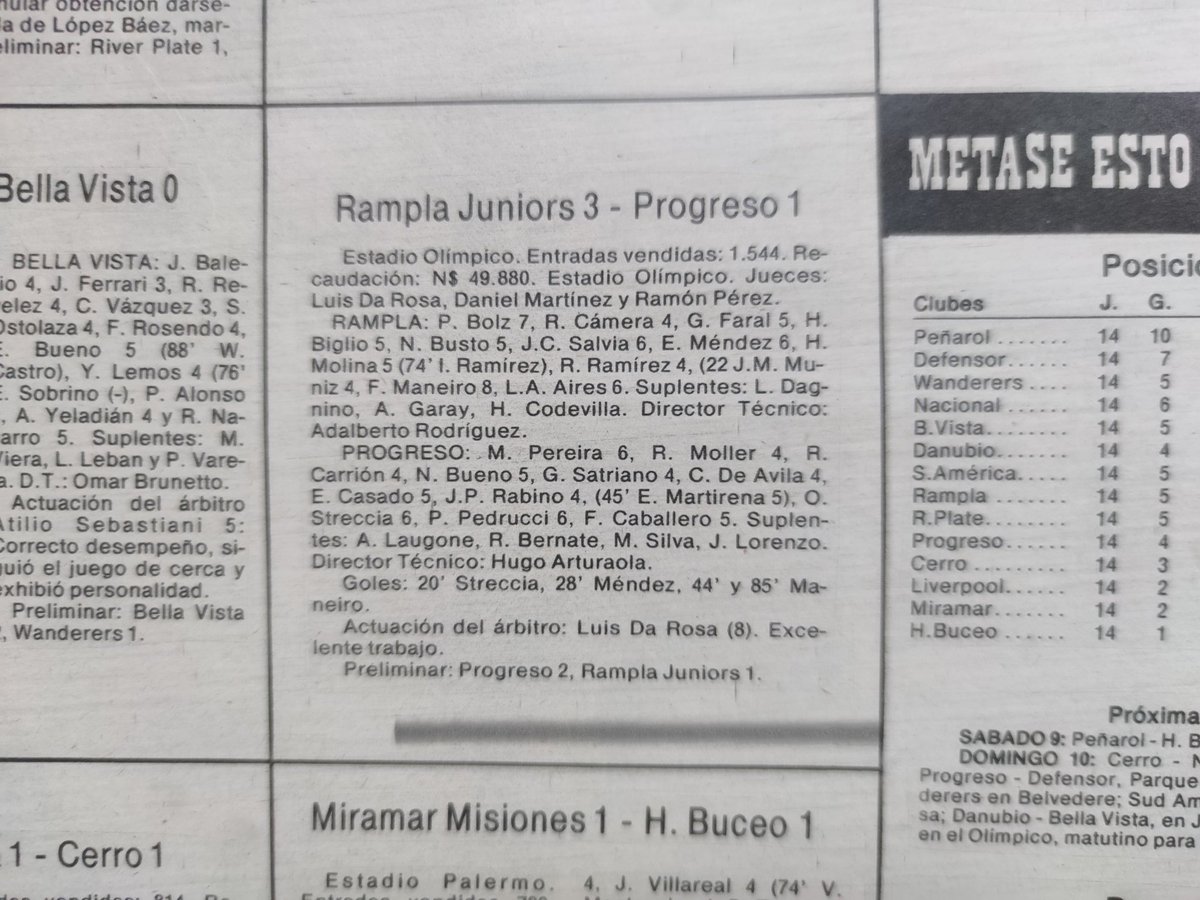 nular obtención darse-
la de López Báez, mar-
eliminar: River Plate 1,
Bella Vista 0
BELLA VISTA: J. Bale-
io 4, J. Ferrari 3, R. Re-
velez 4, C. Vázquez 3, S.
Ostolaza 4, F. Rosendo 4,
E. Bueno 5 (88' W.
Castro), Y. Lemos 4 (76'
E. Sobrino (-), P. Alonso
, A. Yeladián 4 y R. Na-
arro 5. Suplentes: M.
Viera, L. Leban y P. Vare-
a. D.T.: Omar Brunetto.
Actuación del árbitro
Atilio Sebastiani 5:
Correcto desempeño, si-
guió el juego de cerca y
exhibió personalidad.
Preliminar: Bella Vista
, Wanderers 1.
1 - Cerro 1
Rampla Juniors 3 - Progreso 1
Estadio Olímpico. Entradas vendidas: 1.544. Re-
caudación: N$ 49.880. Estadio Olímpico. Jueces:
Luis Da Rosa, Daniel Martínez y Ramón Pérez.
RAMPLA: P. Bolz 7, R. Cámera 4, G. Faral 5, H.
Biglio 5, N. Busto 5, J.C. Salvia 6, E. Méndez 6, H.
Molina 5 (74' I. Ramírez), R. Ramírez 4, (22 J.M. Mu-
niz 4, F. Maneiro 8, L.A. Aires 6. Suplentes: L. Dag-
nino, A. Garay, H. Codevilla. Director Técnico:
Adalberto Rodríguez.
PROGRESO: M. Pereira 6, R. Moller 4, R.
Carrión 4, N. Bueno 5, G. Satriano 4, C. De Avila 4,
E. Casado 5, J.P. Rabino 4, (45' E. Martirena 5), O.
Streccia 6, P. Pedrucci 6, F. Caballero 5. Suplen-
tes: A. Laugone, R. Bernate, M. Silva, J. Lorenzo.
Director Técnico: Hugo Arturaola.
Goles: 20' Streccia, 28' Méndez, 44' y 85' Ma-
neiro.
Actuación del árbitro: Luis Da Rosa (8). Exce-
lente trabajo.
Preliminar: Progreso 2, Rampla Juniors 1.
Miramar Misiones 1 - H. Buceo 1
Estadio Palermo. 4, J. Villareal 4 (74' V.
METASE ESTO
Posicio
Clubes J. G.
Peñarol ....... 14 10
Defensor....... 14 7
Wanderers .... 14 5
Nacional ...... 14 6
B.Vista........ 14 5
Danubio....... 14 4
S.América..... 14 5
Rampla ....... 14 5
R.Plate........ 14 5
Progreso...... 14 4
Cerro ......... 14 3
Liverpool...... 14 2
Miramar....... 14 2
H.Buceo ...... 14 1
Próxima
SABADO 9: Peñarol - H. B
DOMINGO 10: Cerro - N
Progreso - Defensor, Parque
derers en Belvedere; Sud Am
sa; Danubio - Bella Vista, en J
en el Olímpico, matutino para